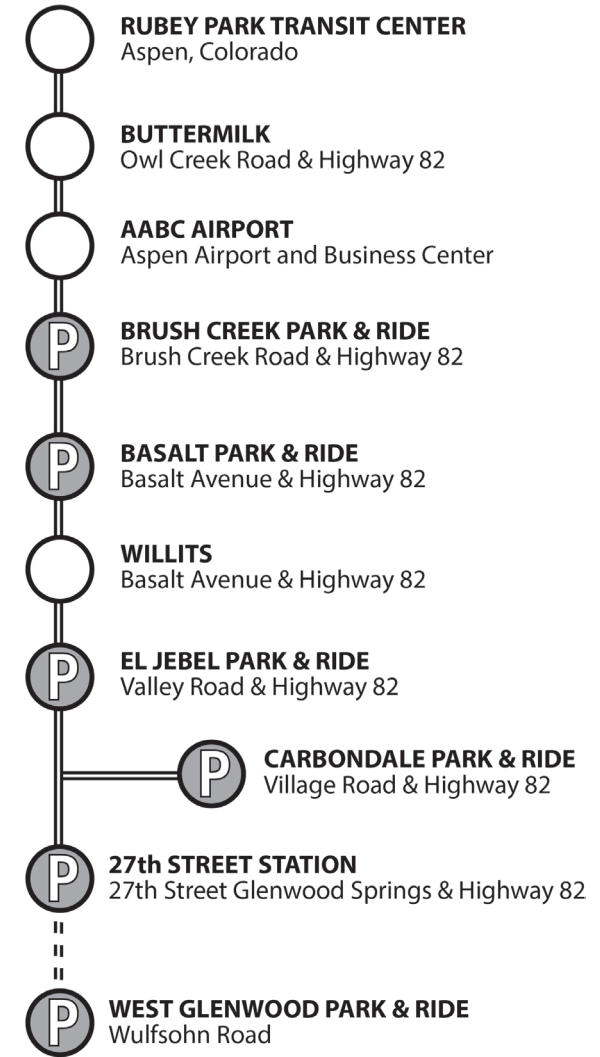 RUBEY PARK TRANSIT CENTER
Aspen, Colorado
BUTTERMILK
Owl Creek Road & Highway 82
AABC AIRPORT
Aspen Airport and Business Center
P
BRUSH CREEK PARK & RIDE
Brush Creek Road & Highway 82
P
BASALT PARK & RIDE
Basalt Avenue & Highway 82
WILLITS
Basalt Avenue & Highway 82
P
EL JEBEL PARK & RIDE
Valley Road & Highway 82
P
CARBONDALE PARK & RIDE
Village Road & Highway 82
P
27th STREET STATION
27th Street Glenwood Springs & Highway 82
P
WEST GLENWOOD PARK & RIDE
Wulfsohn Road